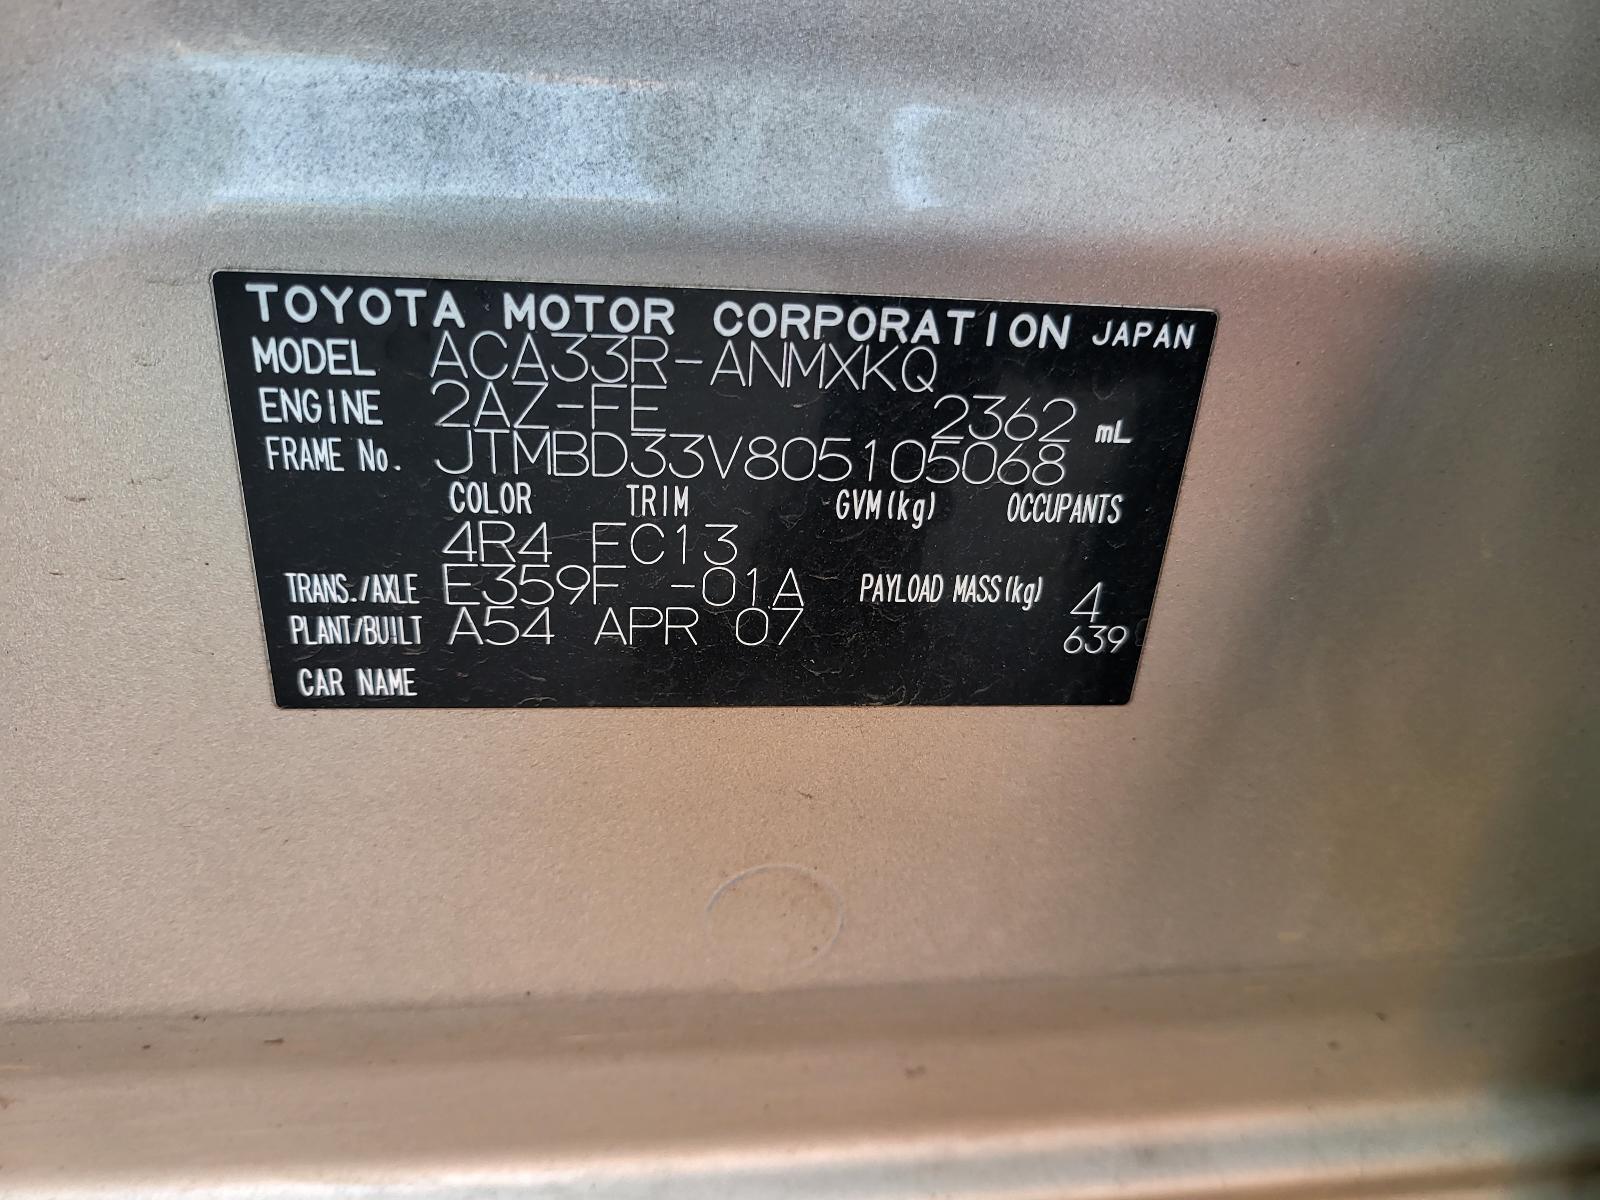 TOYOTA MOTOR CORPORATION JAPAN
MODEL ACA33R-ANMXKQ
ENGINE 2AZ-FE 2362 mL
FRAME No. JTMBD33V805105068
COLOR TRIM GVM(kg) OCCUPANTS
4R4 FC13
TRANS./AXLE E359F -01A PAYLOAD MASS(kg) 4
PLANT/BUILT A54 APR 07 639
CAR NAME